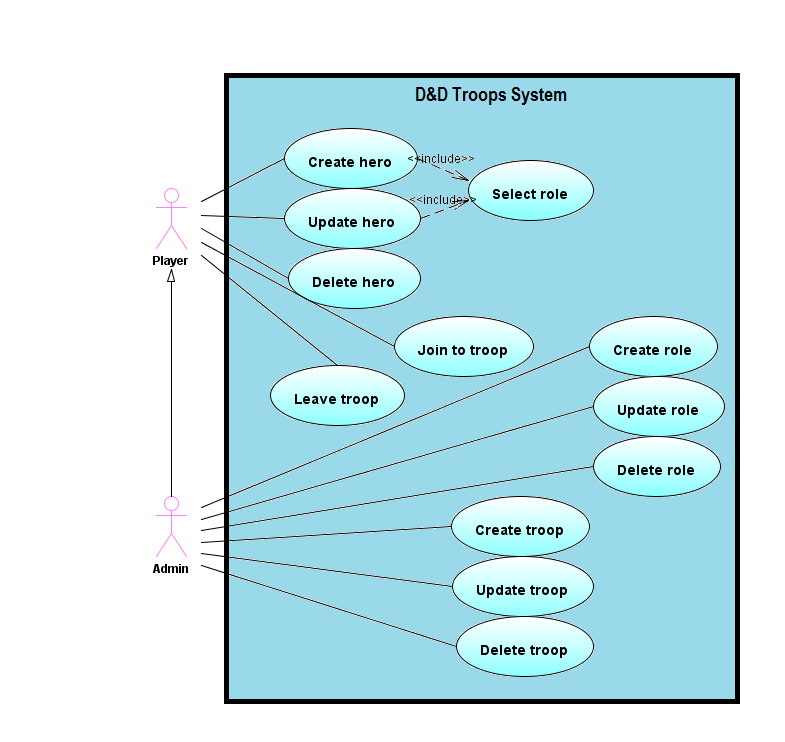 D&D Troops System
Create hero
<<include>>
Select role
<<include>>
Update hero
Player
Delete hero
Join to troop
Create role
Leave troop
Update role
Delete role
Create troop
Admin
Update troop
Delete troop